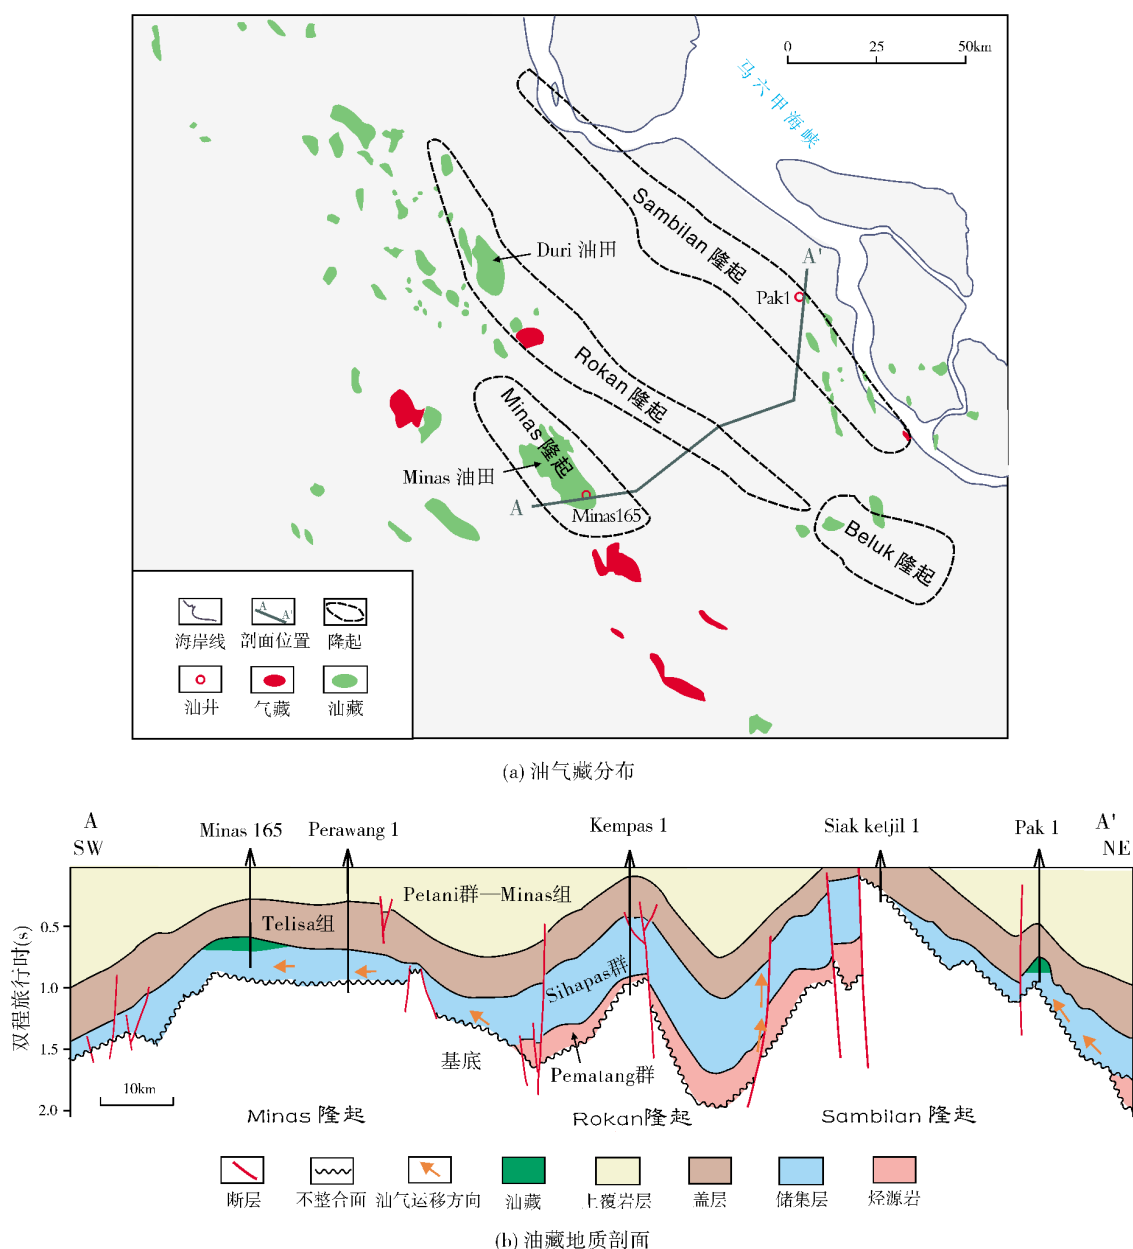 0 25 50km
马六甲海峡
Sambilan 隆起
Duri 油田
A'
Pak1
Rokan 隆起
Minas 隆起
Minas 油田
A
Minas165
Beluk 隆起
A A'
海岸线 剖面位置 隆起
油井 气藏 油藏
(a) 油气藏分布
A
SW
Minas 165
Perawang 1
Kempas 1
Siak ketjil 1
Pak 1
A'
NE
Petani群—Minas组
Telisa组
Sihapas群
Pematang群
基底
双程旅行时(s)
0.5
1.0
1.5
2.0
10km
Minas 隆起
Rokan隆起
Sambilan 隆起
断层 不整合面 油气运移方向 油藏 上覆岩层 盖层 储集层 烃源岩
(b) 油藏地质剖面